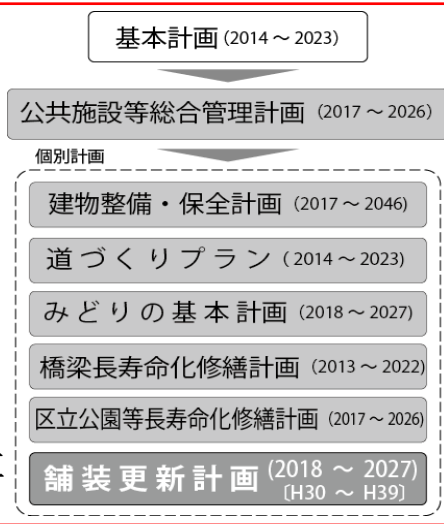 基本計画(2014～2023)
公共施設等総合管理計画(2017～2026)
個別計画
建物整備・保全計画(2017～2046)
道づくりプラン(2014～2023)
みどりの基本計画(2018～2027)
橋梁長寿命化修繕計画(2013～2022)
区立公園等長寿命化修繕計画(2017～2026)
舗装更新計画(2018～2027)
〔H30～H39〕